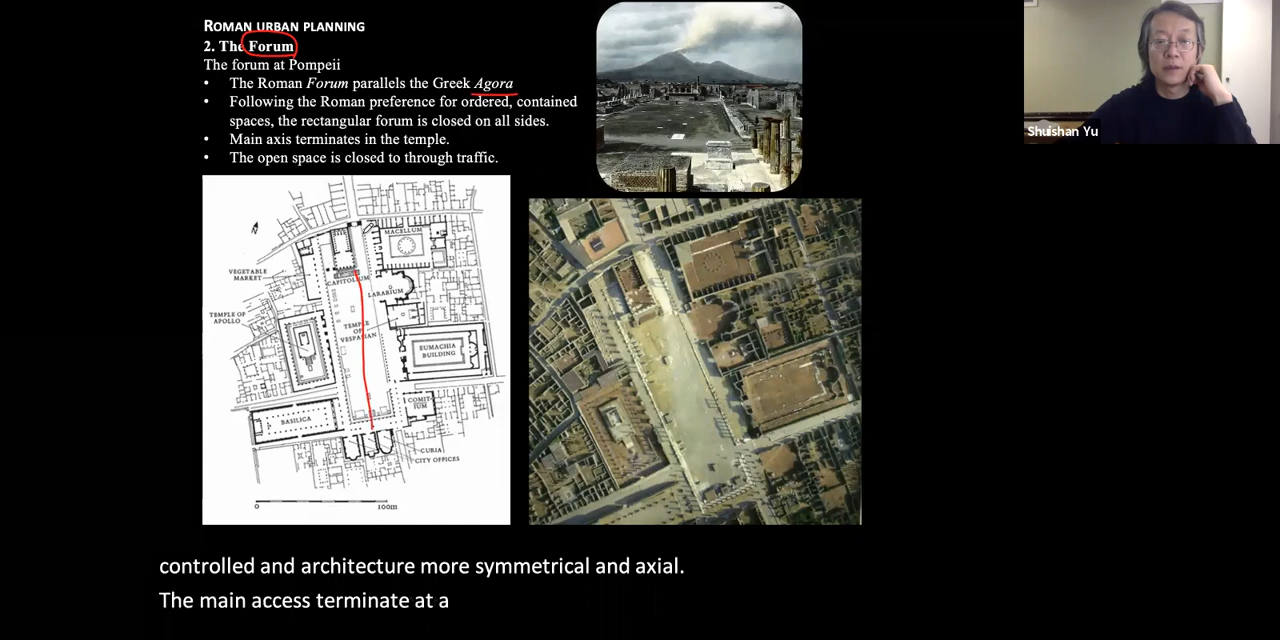 ROMAN URBAN PLANNING
2. The Forum
The forum at Pompeii
• The Roman Forum parallels the Greek Agora
• Following the Roman preference for ordered, contained
spaces, the rectangular forum is closed on all sides.
• Main axis terminates in the temple.
• The open space is closed to through traffic.
Shuishan Yu
N
MACELLUM
VEGETABLE
MARKET
CAPITOLIUM
LARARIUM
TEMPLE OF
APOLLO
TEMPLE
OF
VESPASIAN
EUMACHIA
BUILDING
COMIT-
IUM
BASILICA
CURIA
CITY OFFICES
0 100m
controlled and architecture more symmetrical and axial.
The main access terminate at a